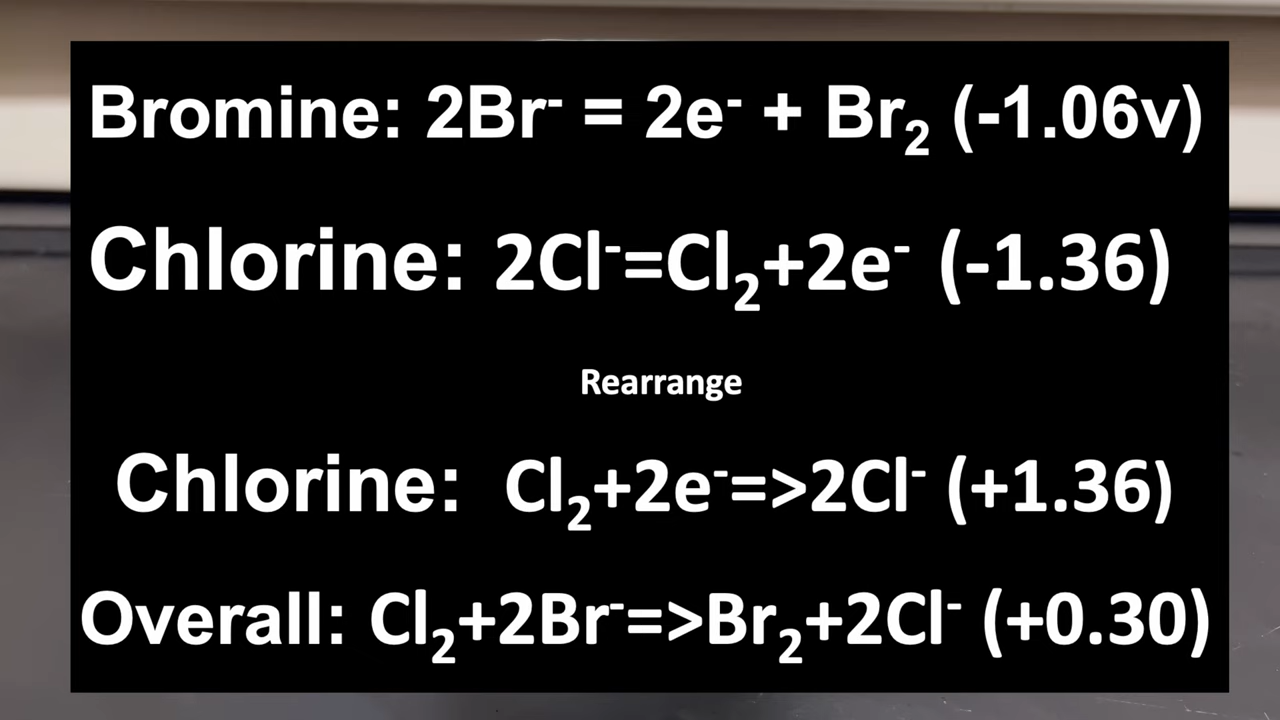 Bromine: 2Br⁻ = 2e⁻ + Br₂ (-1.06v)
Chlorine: 2Cl⁻=Cl₂+2e⁻ (-1.36)
Rearrange
Chlorine: Cl₂+2e⁻=>2Cl⁻ (+1.36)
Overall: Cl₂+2Br⁻=>Br₂+2Cl⁻ (+0.30)